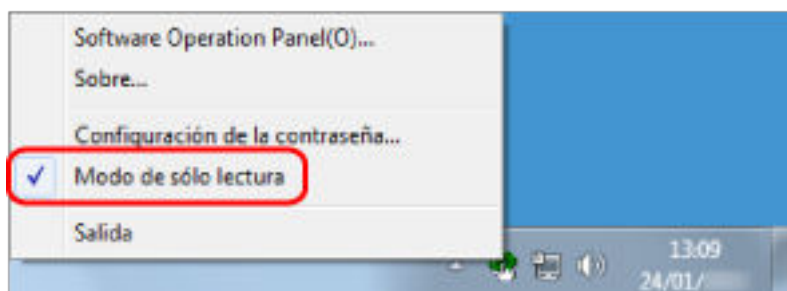 Software Operation Panel(O)...
Sobre...
Configuración de la contraseña...
Modo de sólo lectura
Salida
13:09
24/01/